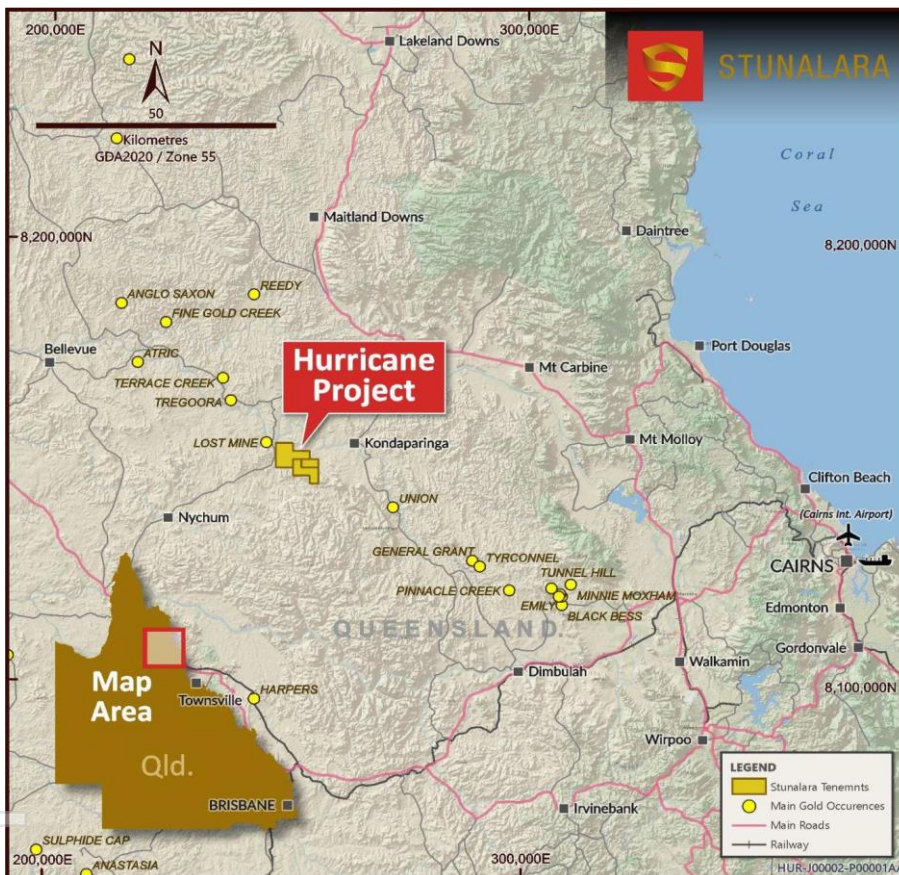 200,000E
300,000E
N
50
Kilometres
GDA2020 / Zone 55
Lakeland Downs
STUNALARA
Coral
Sea
Maitland Downs
Daintree
8,200,000N
8,200,000N
REEDY
ANGLO SAXON
FINE GOLD CREEK
Bellevue
ATRIC
TERRACE CREEK
TREGOORA
Hurricane
Project
Port Douglas
Mt Carbine
LOST MINE
Kondaparinga
Mt Molloy
Clifton Beach
(Cairns Int. Airport)
UNION
Nychum
CAIRNS
GENERAL GRANT
TYRCONNEL
TUNNEL HILL
PINNACLE CREEK
MINNIE MOXHAM
EMILY
BLACK BESS
Edmonton
QUEENSLAND
Gordonvale
Map
Area
Townsville
HARPERS
Dimbulah
Walkamin
8,100,000N
Wirpoo
Qld.
BRISBANE
Irvinebank
LEGEND
Stunalara Tenemnts
Main Gold Occurences
Main Roads
Railway
SULPHIDE CAP
ANASTASIA
200,000E
300,000E
HUR-J00002-P00001A